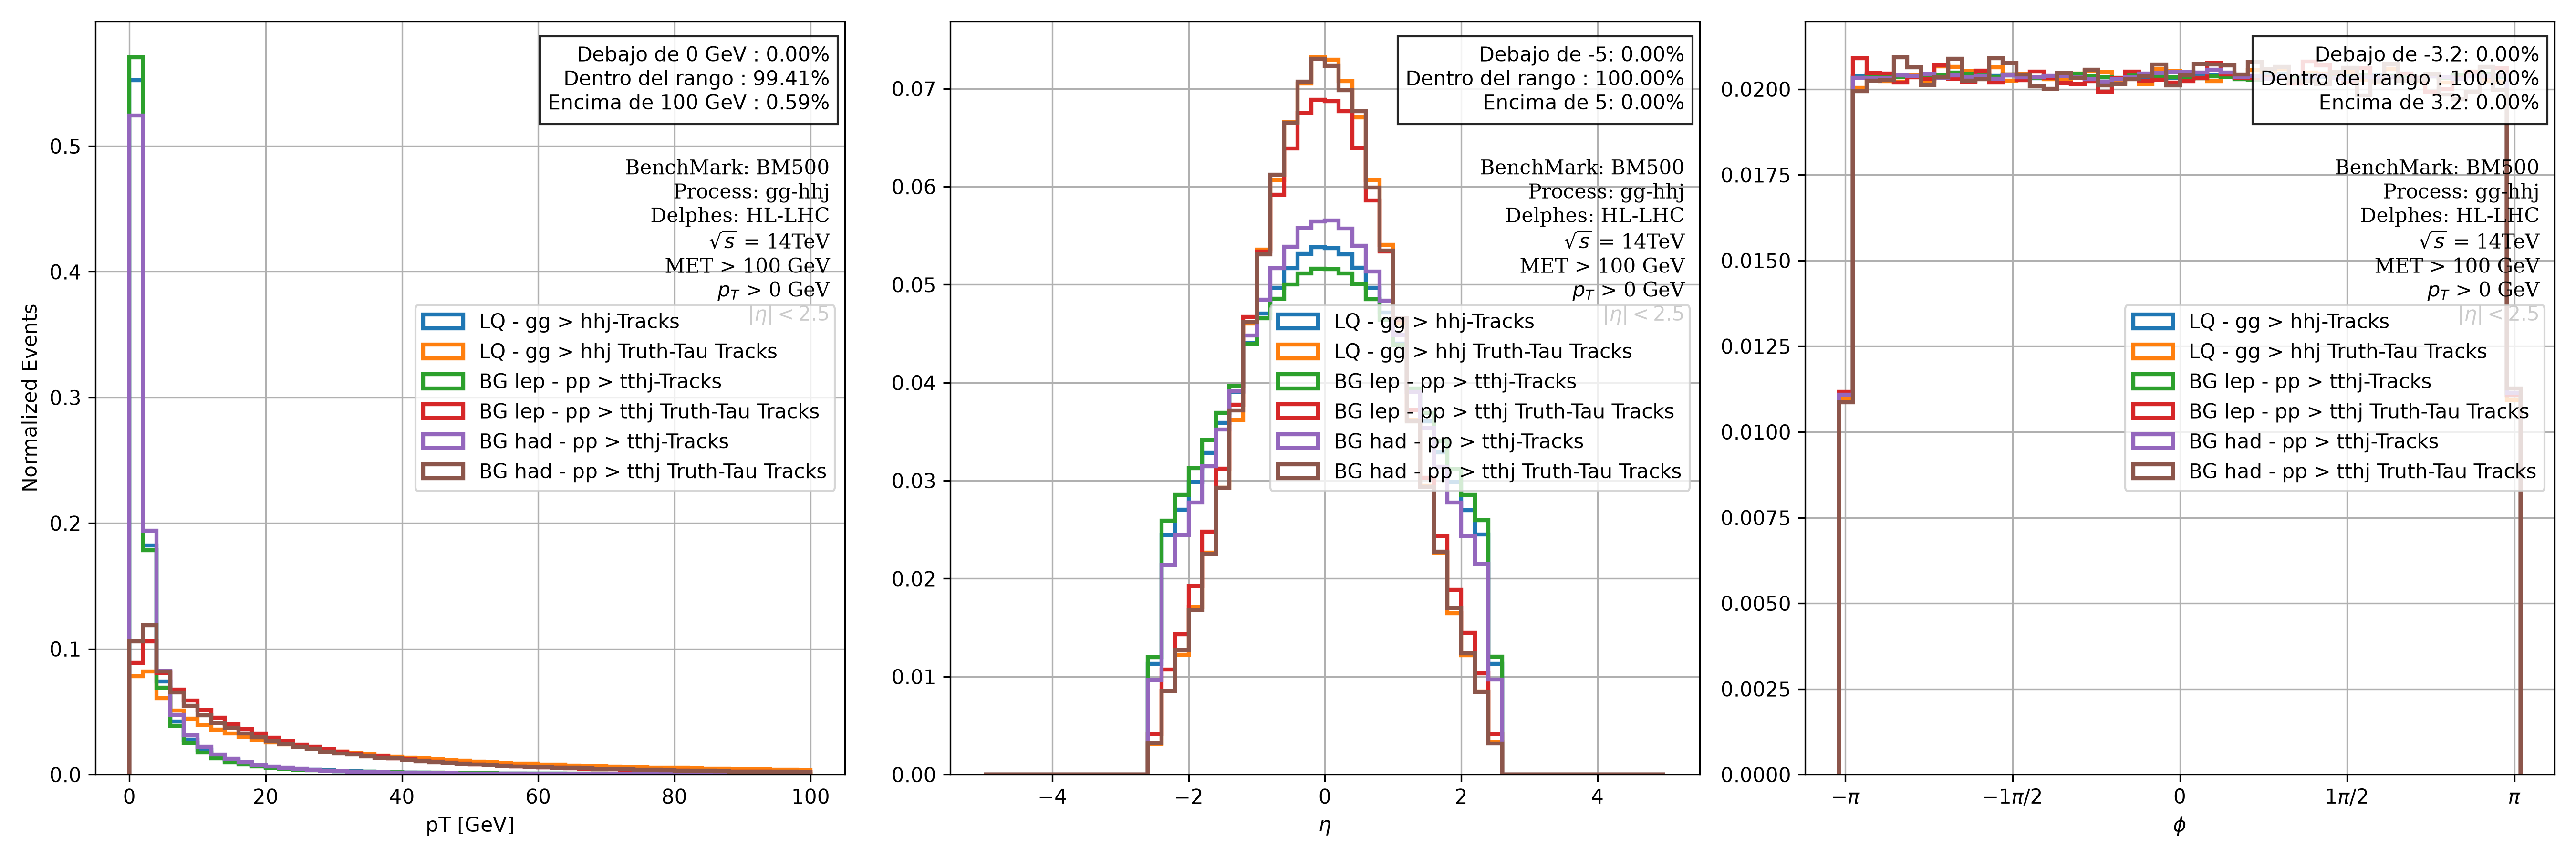 Debajo de 0 GeV : 0.00%
Dentro del rango : 99.41%
Encima de 100 GeV : 0.59%
BenchMark: BM500
Process: gg-hhj
Delphes: HL-LHC
√s = 14TeV
MET > 100 GeV
p_T > 0 GeV
|η| < 2.5
LQ - gg > hhj-Tracks
LQ - gg > hhj Truth-Tau Tracks
BG lep - pp > tthj-Tracks
BG lep - pp > tthj Truth-Tau Tracks
BG had - pp > tthj-Tracks
BG had - pp > tthj Truth-Tau Tracks
Normalized Events
0.5
0.4
0.3
0.2
0.1
0.0
0 20 40 60 80 100
pT [GeV]
Debajo de -5: 0.00%
Dentro del rango : 100.00%
Encima de 5: 0.00%
BenchMark: BM500
Process: gg-hhj
Delphes: HL-LHC
√s = 14TeV
MET > 100 GeV
p_T > 0 GeV
|η| < 2.5
LQ - gg > hhj-Tracks
LQ - gg > hhj Truth-Tau Tracks
BG lep - pp > tthj-Tracks
BG lep - pp > tthj Truth-Tau Tracks
BG had - pp > tthj-Tracks
BG had - pp > tthj Truth-Tau Tracks
0.07
0.06
0.05
0.04
0.03
0.02
0.01
0.00
−4 −2 0 2 4
η
Debajo de -3.2: 0.00%
Dentro del rango : 100.00%
Encima de 3.2: 0.00%
BenchMark: BM500
Process: gg-hhj
Delphes: HL-LHC
√s = 14TeV
MET > 100 GeV
p_T > 0 GeV
|η| < 2.5
LQ - gg > hhj-Tracks
LQ - gg > hhj Truth-Tau Tracks
BG lep - pp > tthj-Tracks
BG lep - pp > tthj Truth-Tau Tracks
BG had - pp > tthj-Tracks
BG had - pp > tthj Truth-Tau Tracks
0.0200
0.0175
0.0150
0.0125
0.0100
0.0075
0.0050
0.0025
0.0000
−π −1π/2 0 1π/2 π
ϕ